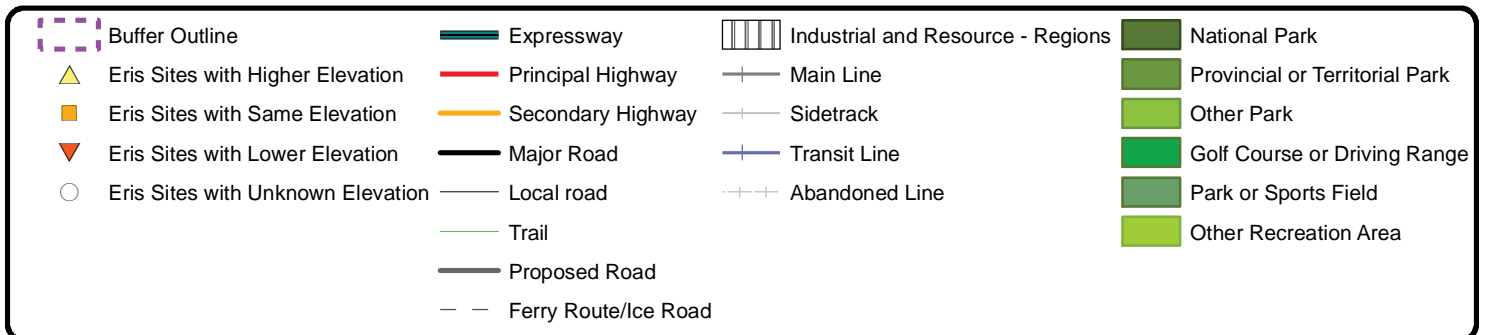 Buffer Outline
Eris Sites with Higher Elevation
Eris Sites with Same Elevation
Eris Sites with Lower Elevation
Eris Sites with Unknown Elevation
Expressway
Principal Highway
Secondary Highway
Major Road
Local road
Trail
Proposed Road
Ferry Route/Ice Road
Industrial and Resource - Regions
Main Line
Sidetrack
Transit Line
Abandoned Line
National Park
Provincial or Territorial Park
Other Park
Golf Course or Driving Range
Park or Sports Field
Other Recreation Area